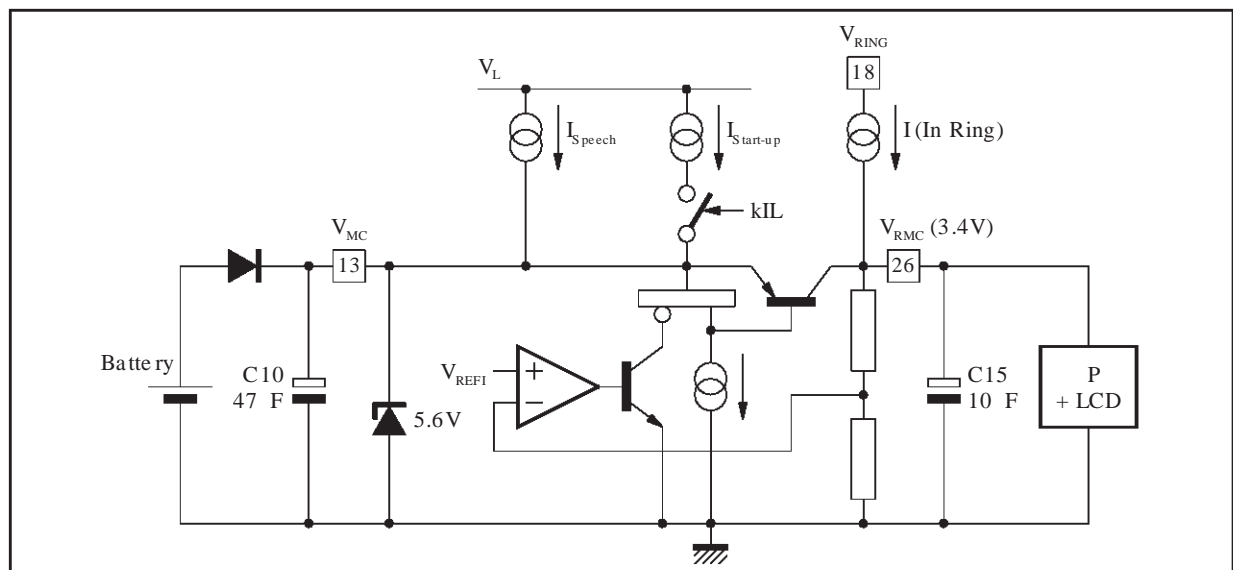 V_RING
18
V_L
I_Speech
I_Start-up
I (In Ring)
kIL
V_MC
V_RMC (3.4V)
13
26
Battery
C10
47 F
5.6V
V_REFI
+
−
C15
10 F
P
+ LCD